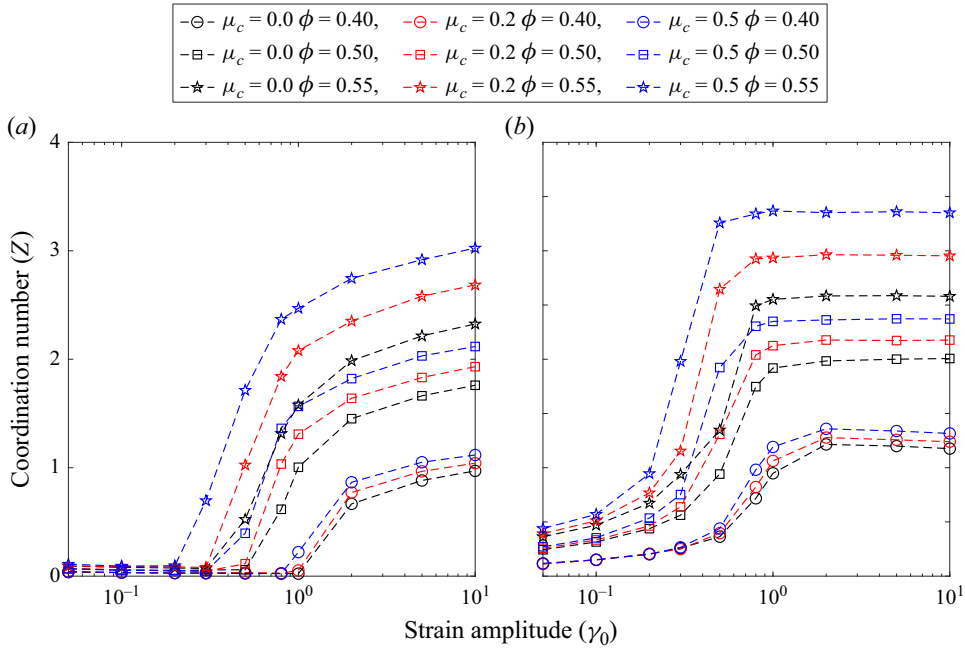 μc = 0.0 ϕ = 0.40, μc = 0.2 ϕ = 0.40, μc = 0.5 ϕ = 0.40
μc = 0.0 ϕ = 0.50, μc = 0.2 ϕ = 0.50, μc = 0.5 ϕ = 0.50
μc = 0.0 ϕ = 0.55, μc = 0.2 ϕ = 0.55, μc = 0.5 ϕ = 0.55
(a) (b)
4
3
2
1
0
Coordination number (Z)
10⁻¹ 10⁰ 10¹ 10⁻¹ 10⁰ 10¹
Strain amplitude (γ₀)